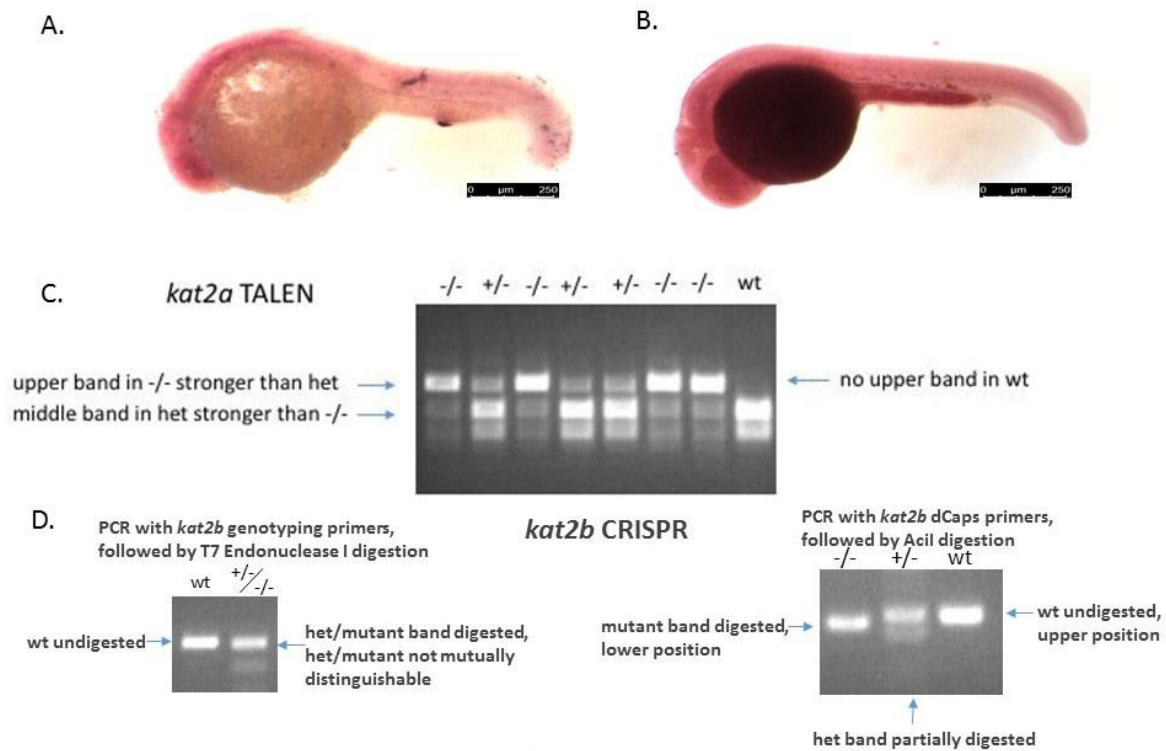 A.
B.
0 µm 250
0 µm 250
C.
kat2a TALEN
-/- +/- -/- +/- +/- -/- -/- wt
upper band in -/- stronger than het
no upper band in wt
middle band in het stronger than -/-
D.
PCR with kat2b genotyping primers,
followed by T7 Endonuclease I digestion
wt
+/-/-/-
wt undigested
het/mutant band digested,
het/mutant not mutually
distinguishable
kat2b CRISPR
PCR with kat2b dCaps primers,
followed by AciI digestion
-/- +/- wt
mutant band digested,
lower position
wt undigested,
upper position
het band partially digested